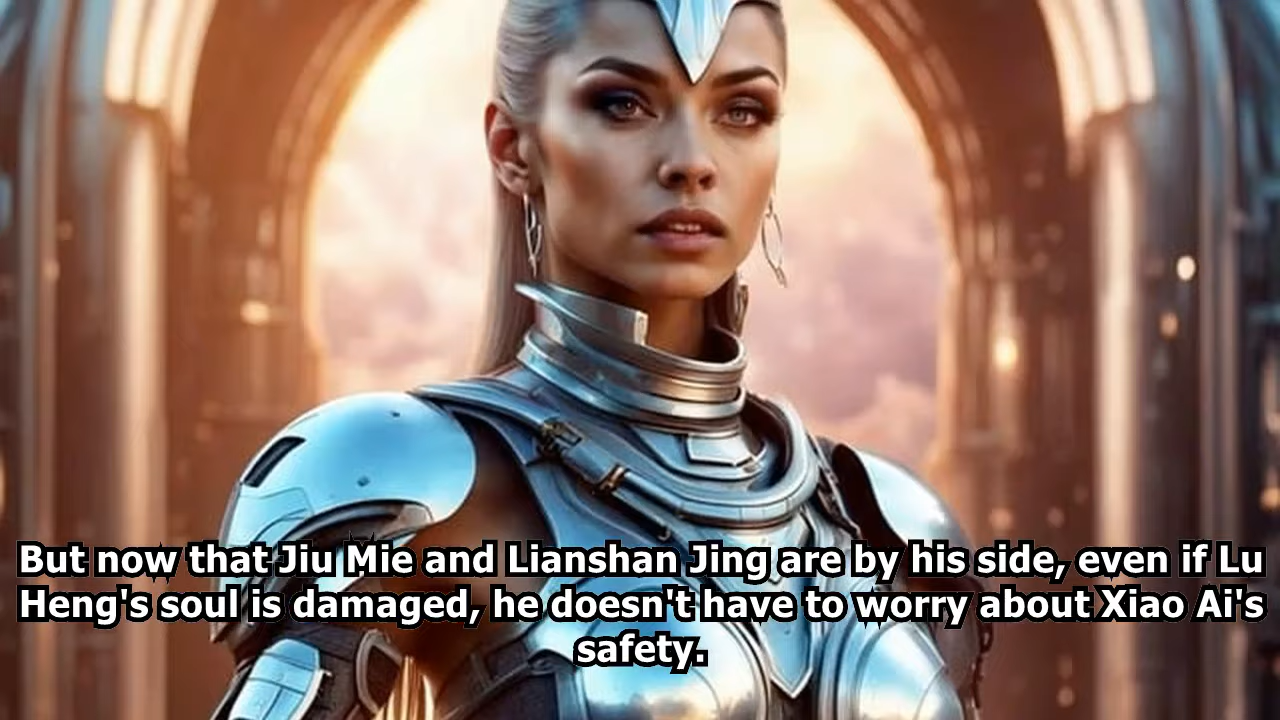 But now that Jiu Mie and Lianshan Jing are by his side, even if Lu
Heng's soul is damaged, he doesn't have to worry about Xiao Ai's
safety.